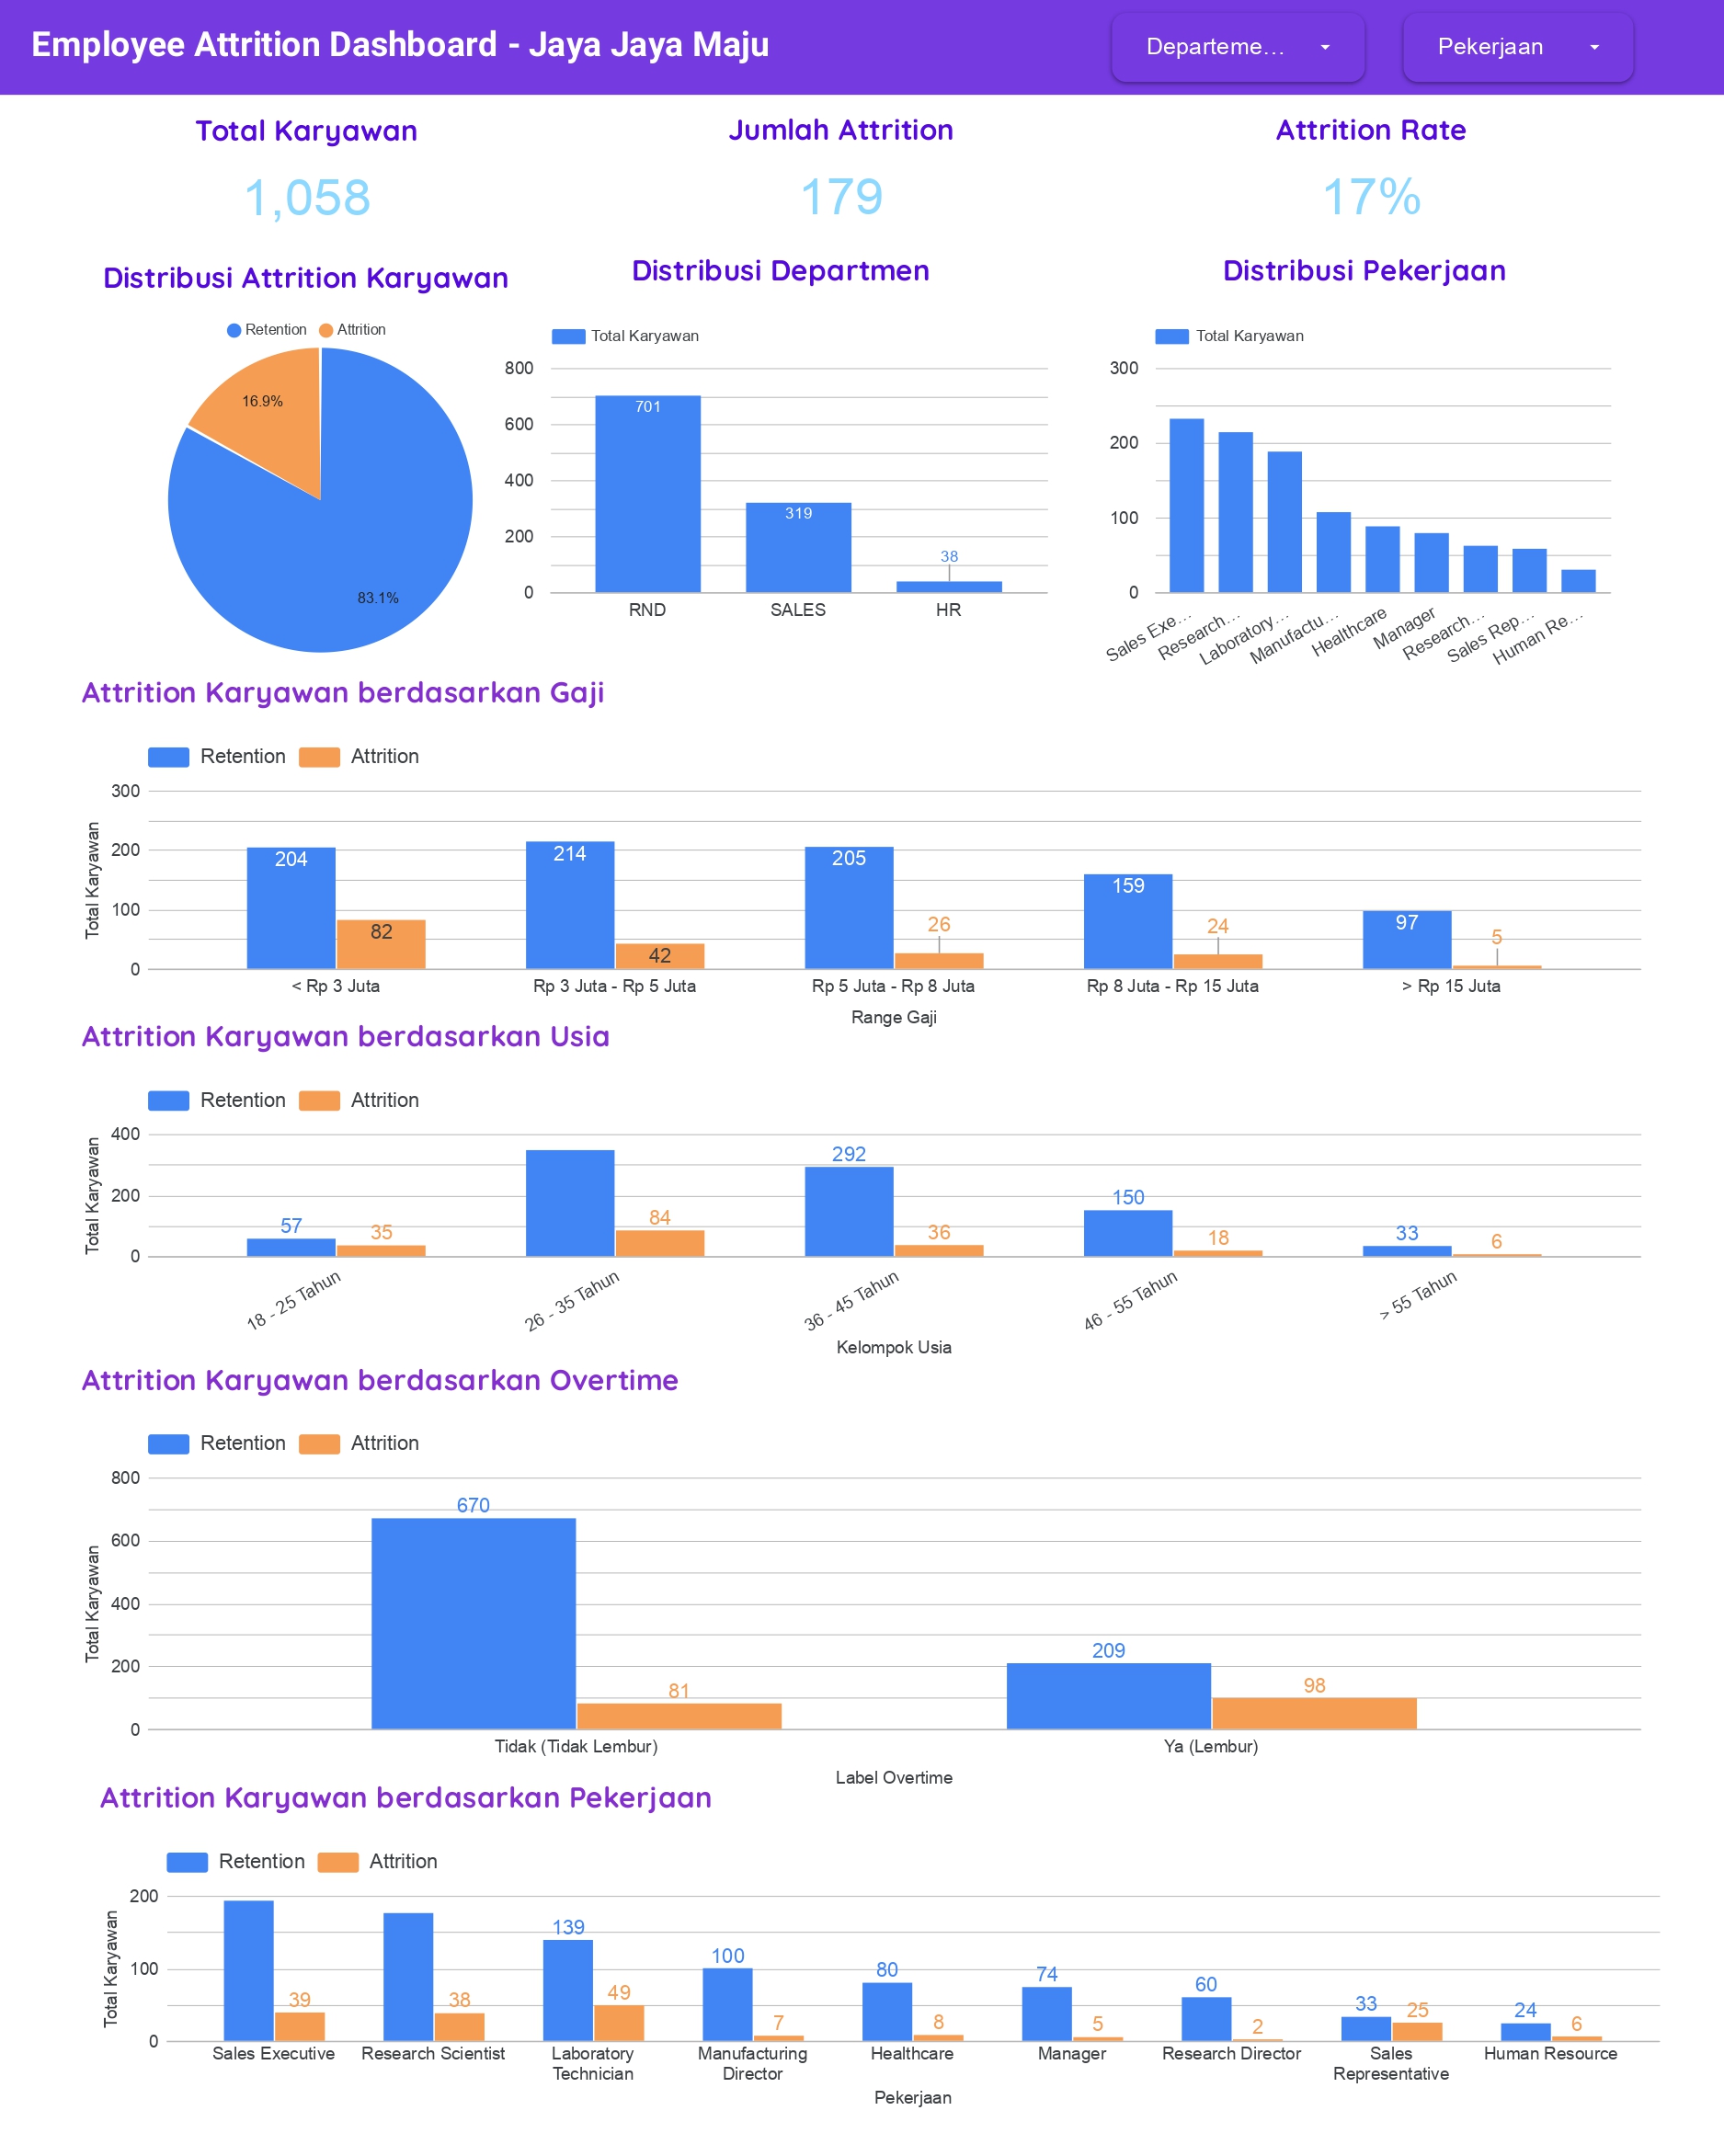 Employee Attrition Dashboard - Jaya Jaya Maju
Departeme...
Pekerjaan
Total Karyawan
Jumlah Attrition
Attrition Rate
1,058
179
17%
Distribusi Attrition Karyawan
Retention Attrition
16.9%
83.1%
Distribusi Departmen
Total Karyawan
800
600
400
200
0
701
319
38
RND SALES HR
Distribusi Pekerjaan
Total Karyawan
300
200
100
0
Sales Exe...
Research...
Laboratory...
Manufactu...
Healthcare
Manager
Research...
Sales Rep...
Human Re...
Attrition Karyawan berdasarkan Gaji
Retention Attrition
Total Karyawan
300
200
100
0
204 82 214 42 205 26 159 24 97 5
< Rp 3 Juta
Rp 3 Juta - Rp 5 Juta
Rp 5 Juta - Rp 8 Juta
Rp 8 Juta - Rp 15 Juta
> Rp 15 Juta
Range Gaji
Attrition Karyawan berdasarkan Usia
Retention Attrition
Total Karyawan
400
200
0
57 35 84 292 36 150 18 33 6
18 - 25 Tahun
26 - 35 Tahun
36 - 45 Tahun
46 - 55 Tahun
> 55 Tahun
Kelompok Usia
Attrition Karyawan berdasarkan Overtime
Retention Attrition
Total Karyawan
800
600
400
200
0
670 81 209 98
Tidak (Tidak Lembur)
Ya (Lembur)
Label Overtime
Attrition Karyawan berdasarkan Pekerjaan
Retention Attrition
Total Karyawan
200
100
0
39 38 139 49 100 7 80 8 74 5 60 2 33 25 24 6
Sales Executive
Research Scientist
Laboratory
Technician
Manufacturing
Director
Healthcare
Manager
Research Director
Sales
Representative
Human Resource
Pekerjaan